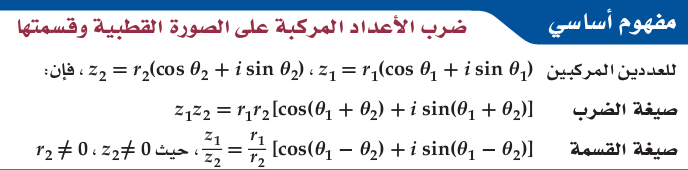 مفهوم أساسي
ضرب الأعداد المركبة على الصورة القطبية وقسمتها
للعددين المركبين z₁ = r₁(cos θ₁ + i sin θ₁) ، z₂ = r₂(cos θ₂ + i sin θ₂) ، فإن:
صيغة الضرب z₁z₂ = r₁r₂[cos(θ₁ + θ₂) + i sin(θ₁ + θ₂)]
صيغة القسمة z₁/z₂ = r₁/r₂ [cos(θ₁ − θ₂) + i sin(θ₁ − θ₂)] ، حيث z₂ ≠ 0 ، r₂ ≠ 0